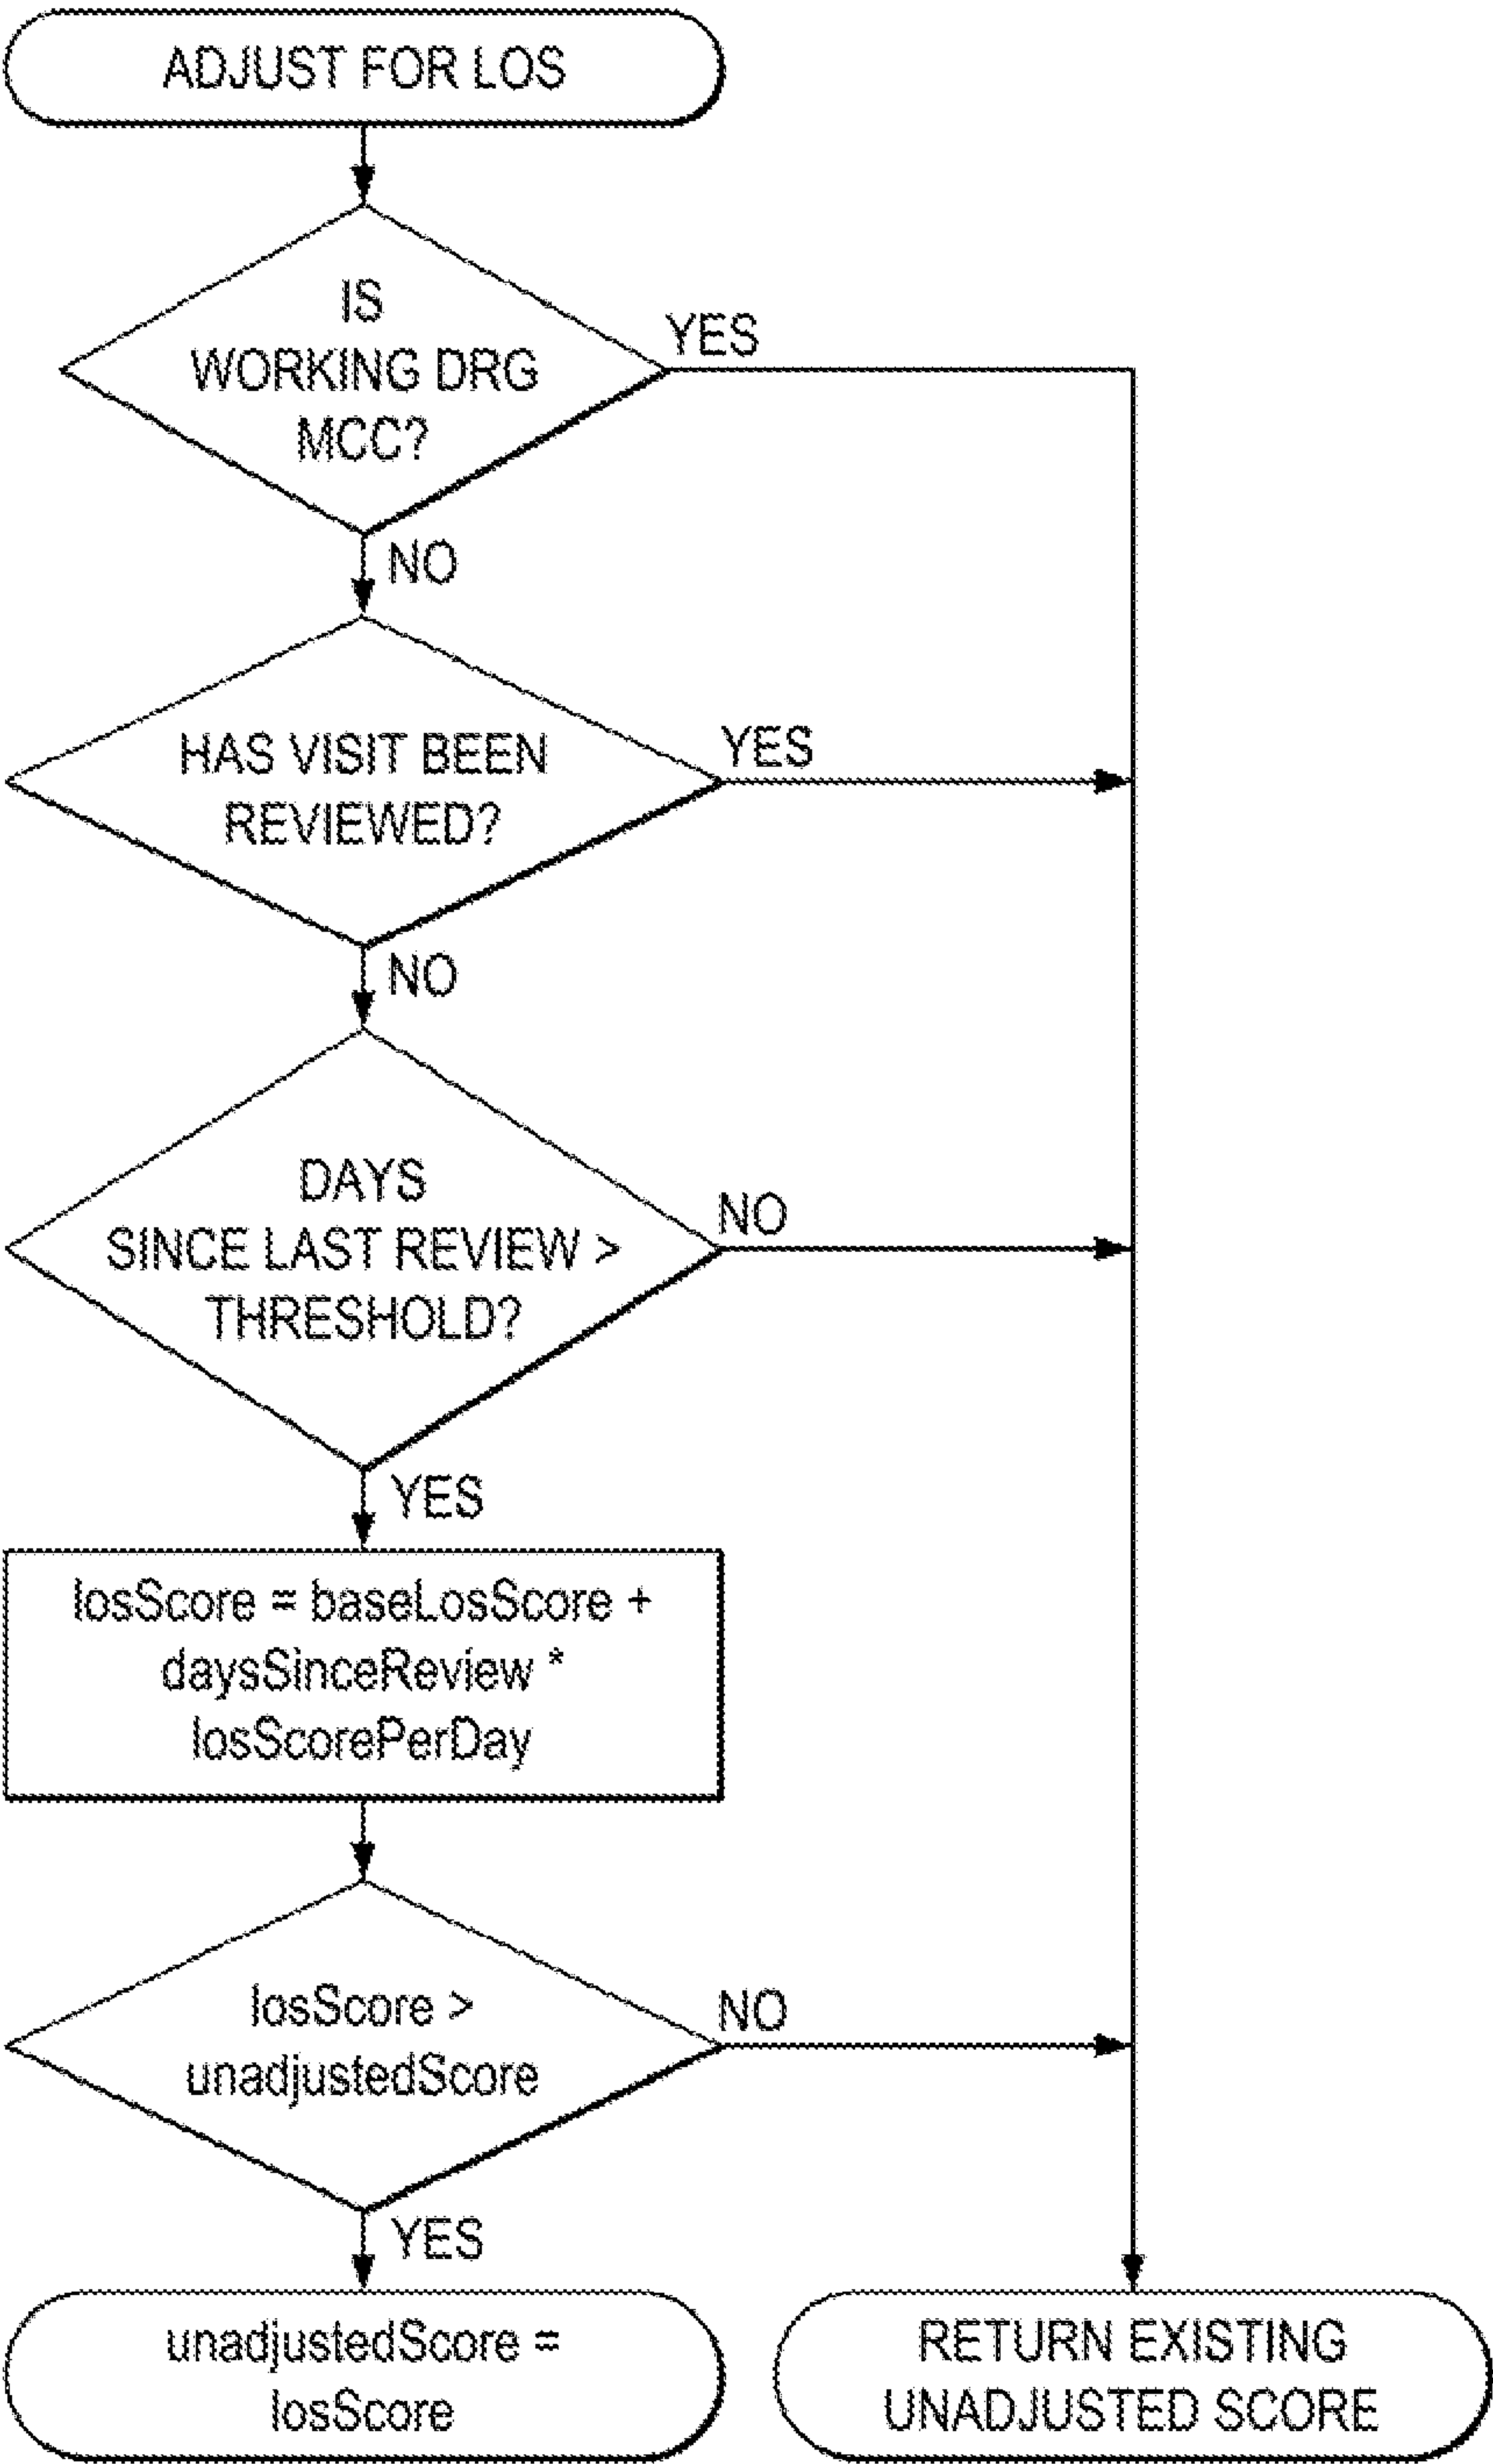 ADJUST FOR LOS
IS
WORKING DRG
MCC?
YES
NO
HAS VISIT BEEN
REVIEWED?
YES
NO
DAYS
SINCE LAST REVIEW >
THRESHOLD?
NO
YES
losScore = baseLosScore +
daysSinceReview *
losScorePerDay
losScore >
unadjustedScore
NO
YES
unadjustedScore =
losScore
RETURN EXISTING
UNADJUSTED SCORE